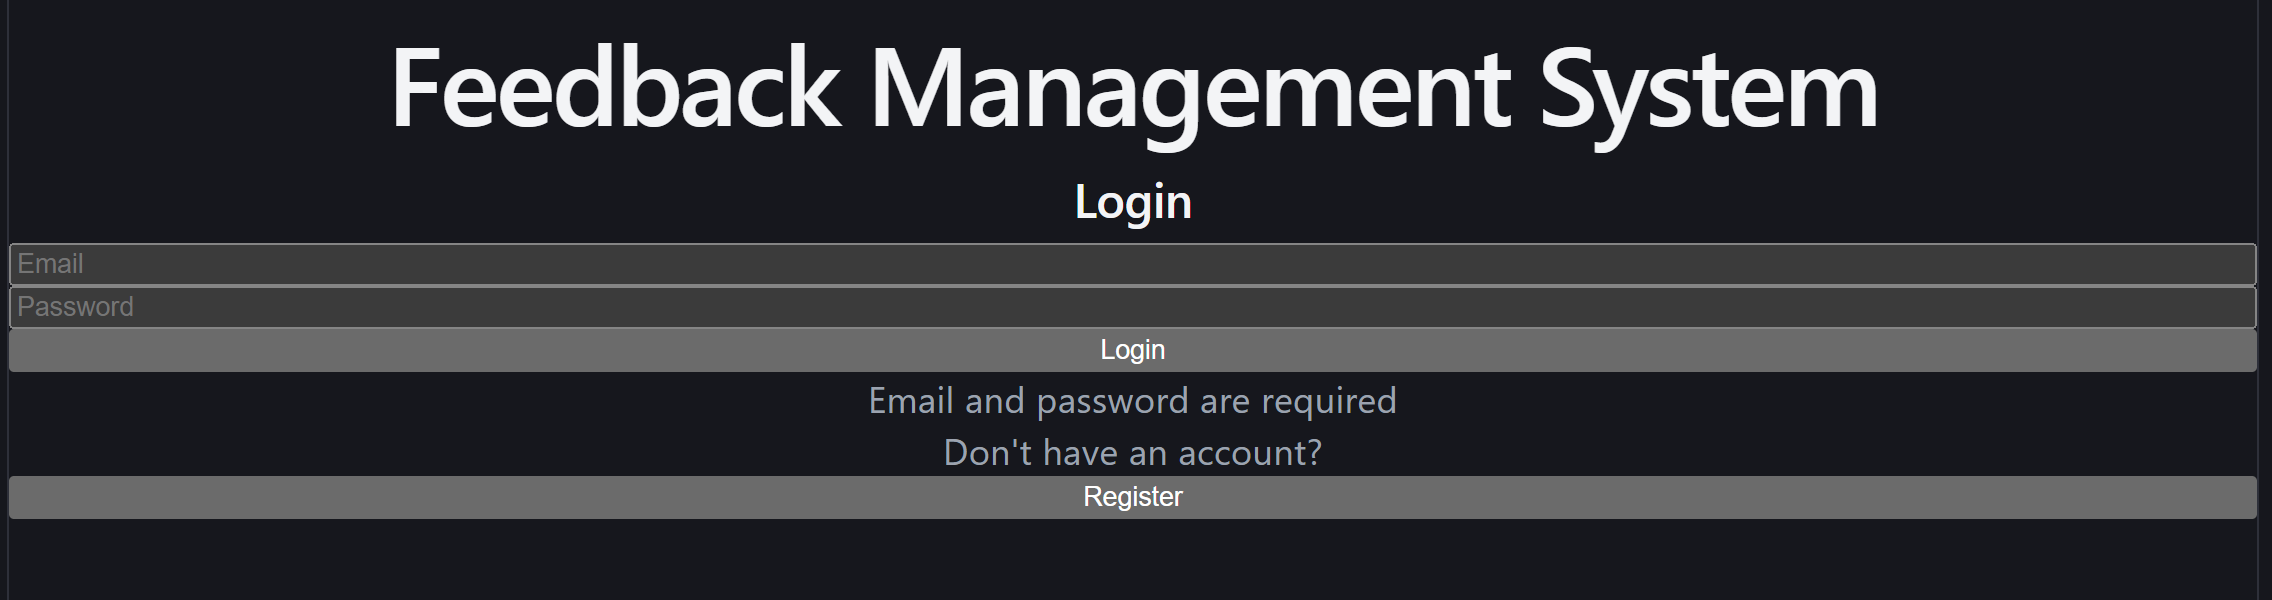 Feedback Management System
Login
Email
Password
Login
Email and password are required
Don't have an account?
Register